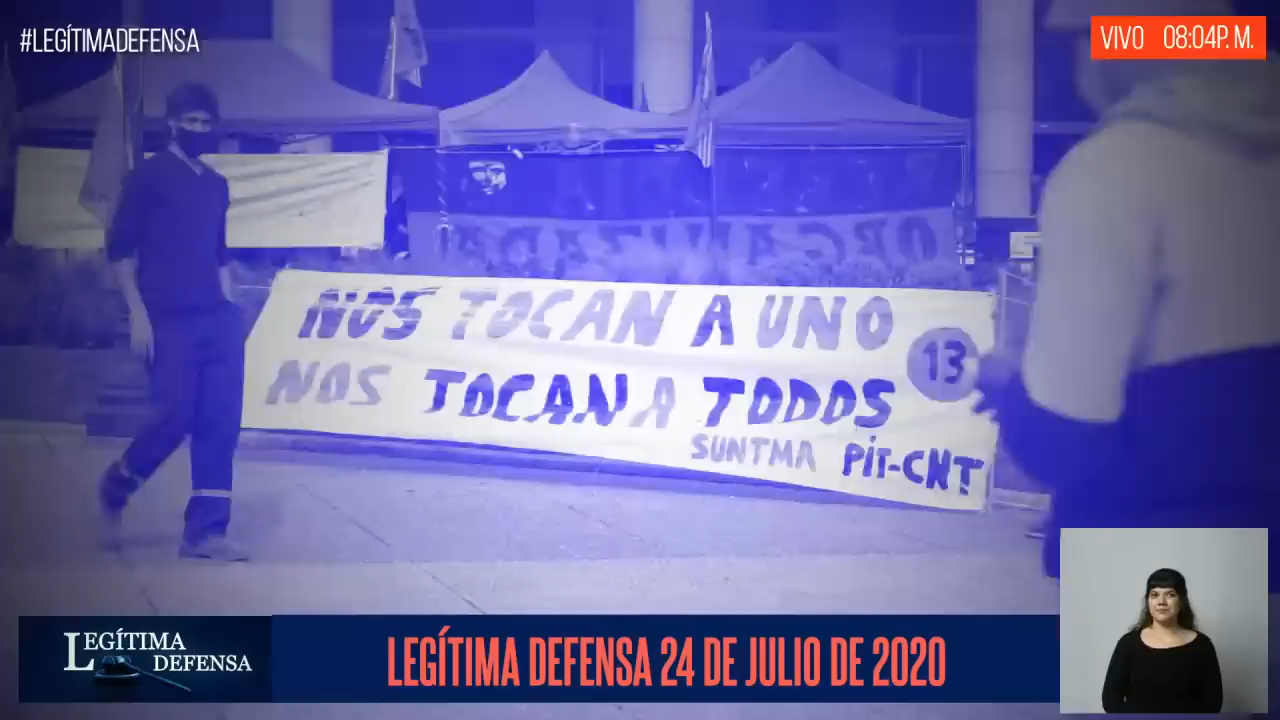 #LEGÍTIMADEFENSA
VIVO 08:04P. M.
ORGANIZADA
NOS TOCAN A UNO
NOS TOCAN A TODOS
13
SUNTMA PIT-CNT
LEGÍTIMA
DEFENSA
LEGÍTIMA DEFENSA 24 DE JULIO DE 2020